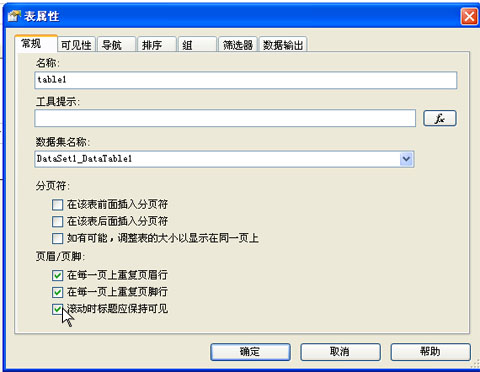 表属性
常规 可见性 导航 排序 组 筛选器 数据输出
名称:
table1
工具提示:
fx
数据集名称:
DataSet1_DataTable1
分页符:
在该表前面插入分页符
在该表后面插入分页符
如有可能，调整表的大小以显示在同一页上
页眉/页脚:
在每一页上重复页眉行
在每一页上重复页脚行
滚动时标题应保持可见
确定 取消 帮助